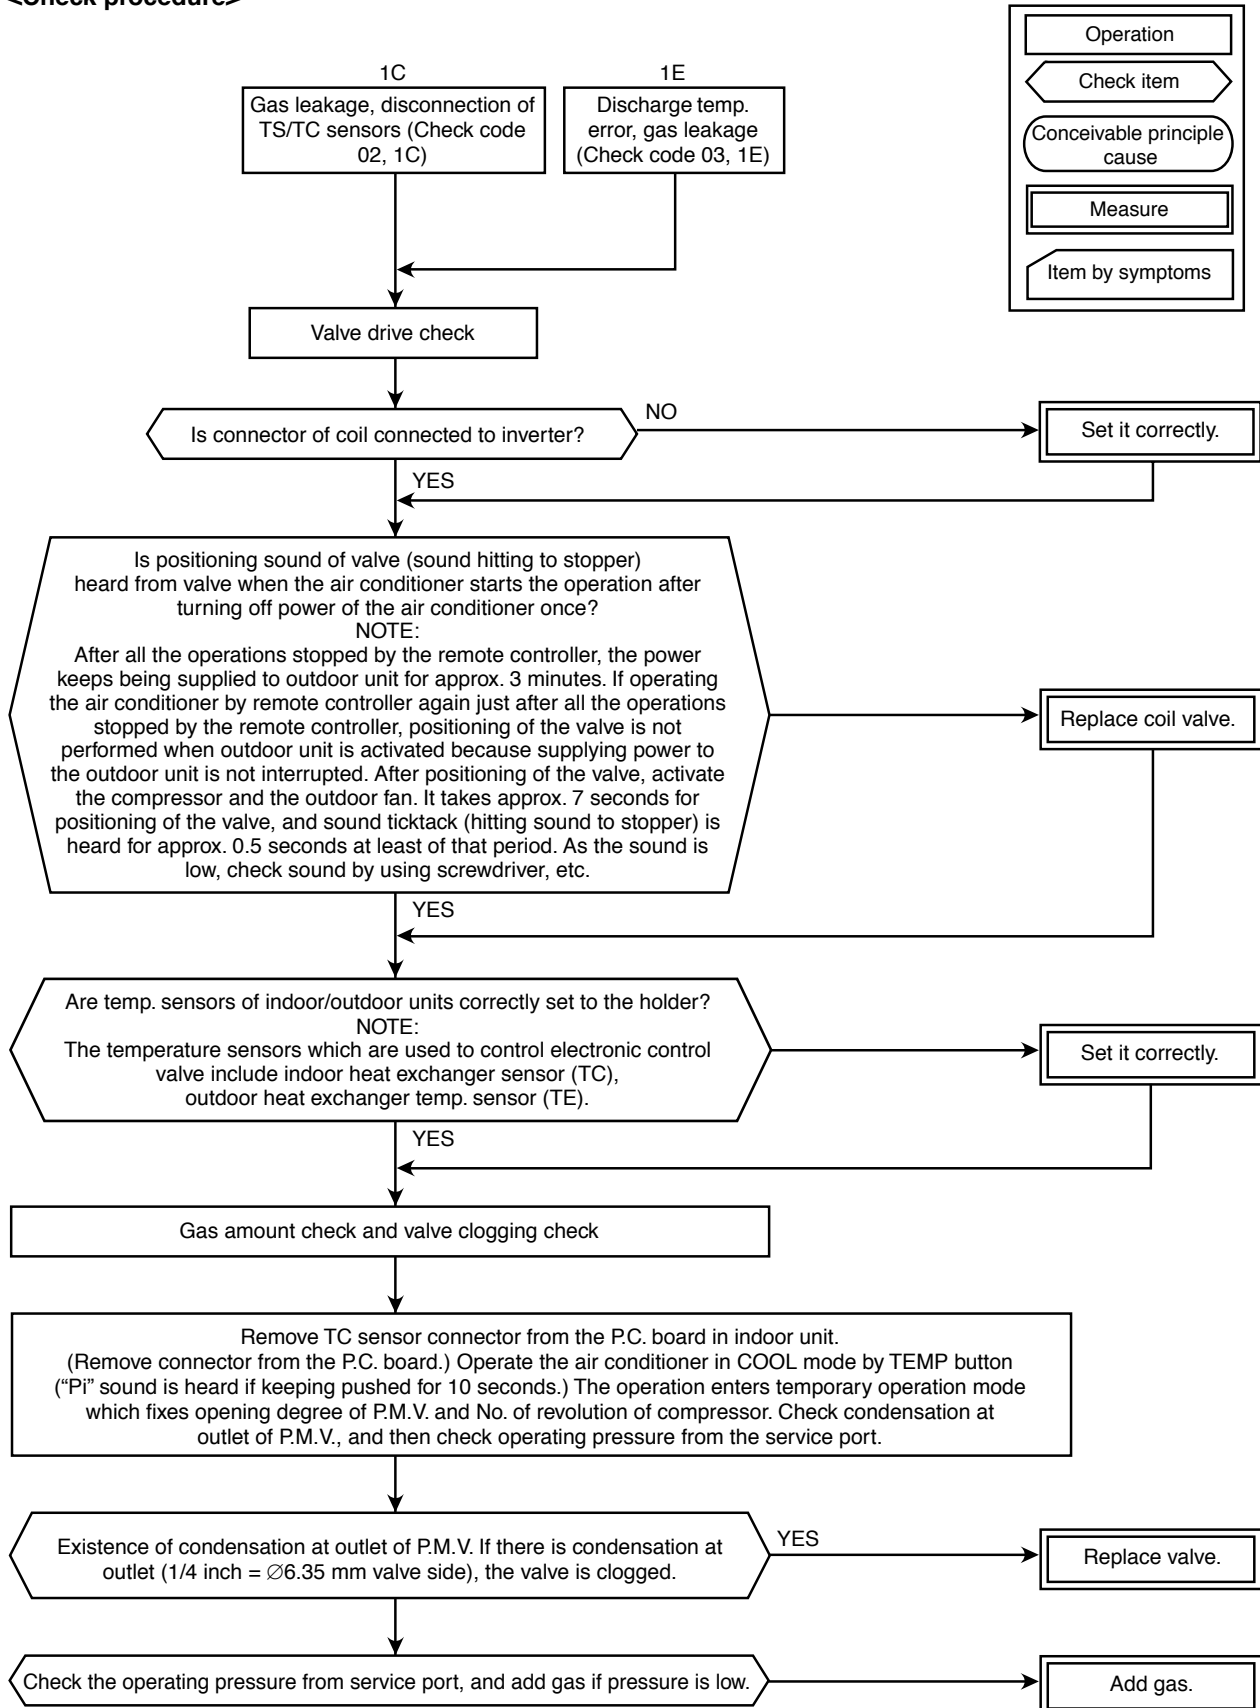 <Check procedure>
Operation
Check item
Conceivable principle
cause
Measure
Item by symptoms
1C
Gas leakage, disconnection of
TS/TC sensors (Check code
02, 1C)
1E
Discharge temp.
error, gas leakage
(Check code 03, 1E)
Valve drive check
Is connector of coil connected to inverter?
NO
Set it correctly.
YES
Is positioning sound of valve (sound hitting to stopper)
heard from valve when the air conditioner starts the operation after
turning off power of the air conditioner once?
NOTE:
After all the operations stopped by the remote controller, the power
keeps being supplied to outdoor unit for approx. 3 minutes. If operating
the air conditioner by remote controller again just after all the operations
stopped by the remote controller, positioning of the valve is not
performed when outdoor unit is activated because supplying power to
the outdoor unit is not interrupted. After positioning of the valve, activate
the compressor and the outdoor fan. It takes approx. 7 seconds for
positioning of the valve, and sound ticktack (hitting sound to stopper) is
heard for approx. 0.5 seconds at least of that period. As the sound is
low, check sound by using screwdriver, etc.
Replace coil valve.
YES
Are temp. sensors of indoor/outdoor units correctly set to the holder?
NOTE:
The temperature sensors which are used to control electronic control
valve include indoor heat exchanger sensor (TC),
outdoor heat exchanger temp. sensor (TE).
Set it correctly.
YES
Gas amount check and valve clogging check
Remove TC sensor connector from the P.C. board in indoor unit.
(Remove connector from the P.C. board.) Operate the air conditioner in COOL mode by TEMP button
(“Pi” sound is heard if keeping pushed for 10 seconds.) The operation enters temporary operation mode
which fixes opening degree of P.M.V. and No. of revolution of compressor. Check condensation at
outlet of P.M.V., and then check operating pressure from the service port.
Existence of condensation at outlet of P.M.V. If there is condensation at
outlet (1/4 inch = ∅6.35 mm valve side), the valve is clogged.
YES
Replace valve.
Check the operating pressure from service port, and add gas if pressure is low.
Add gas.